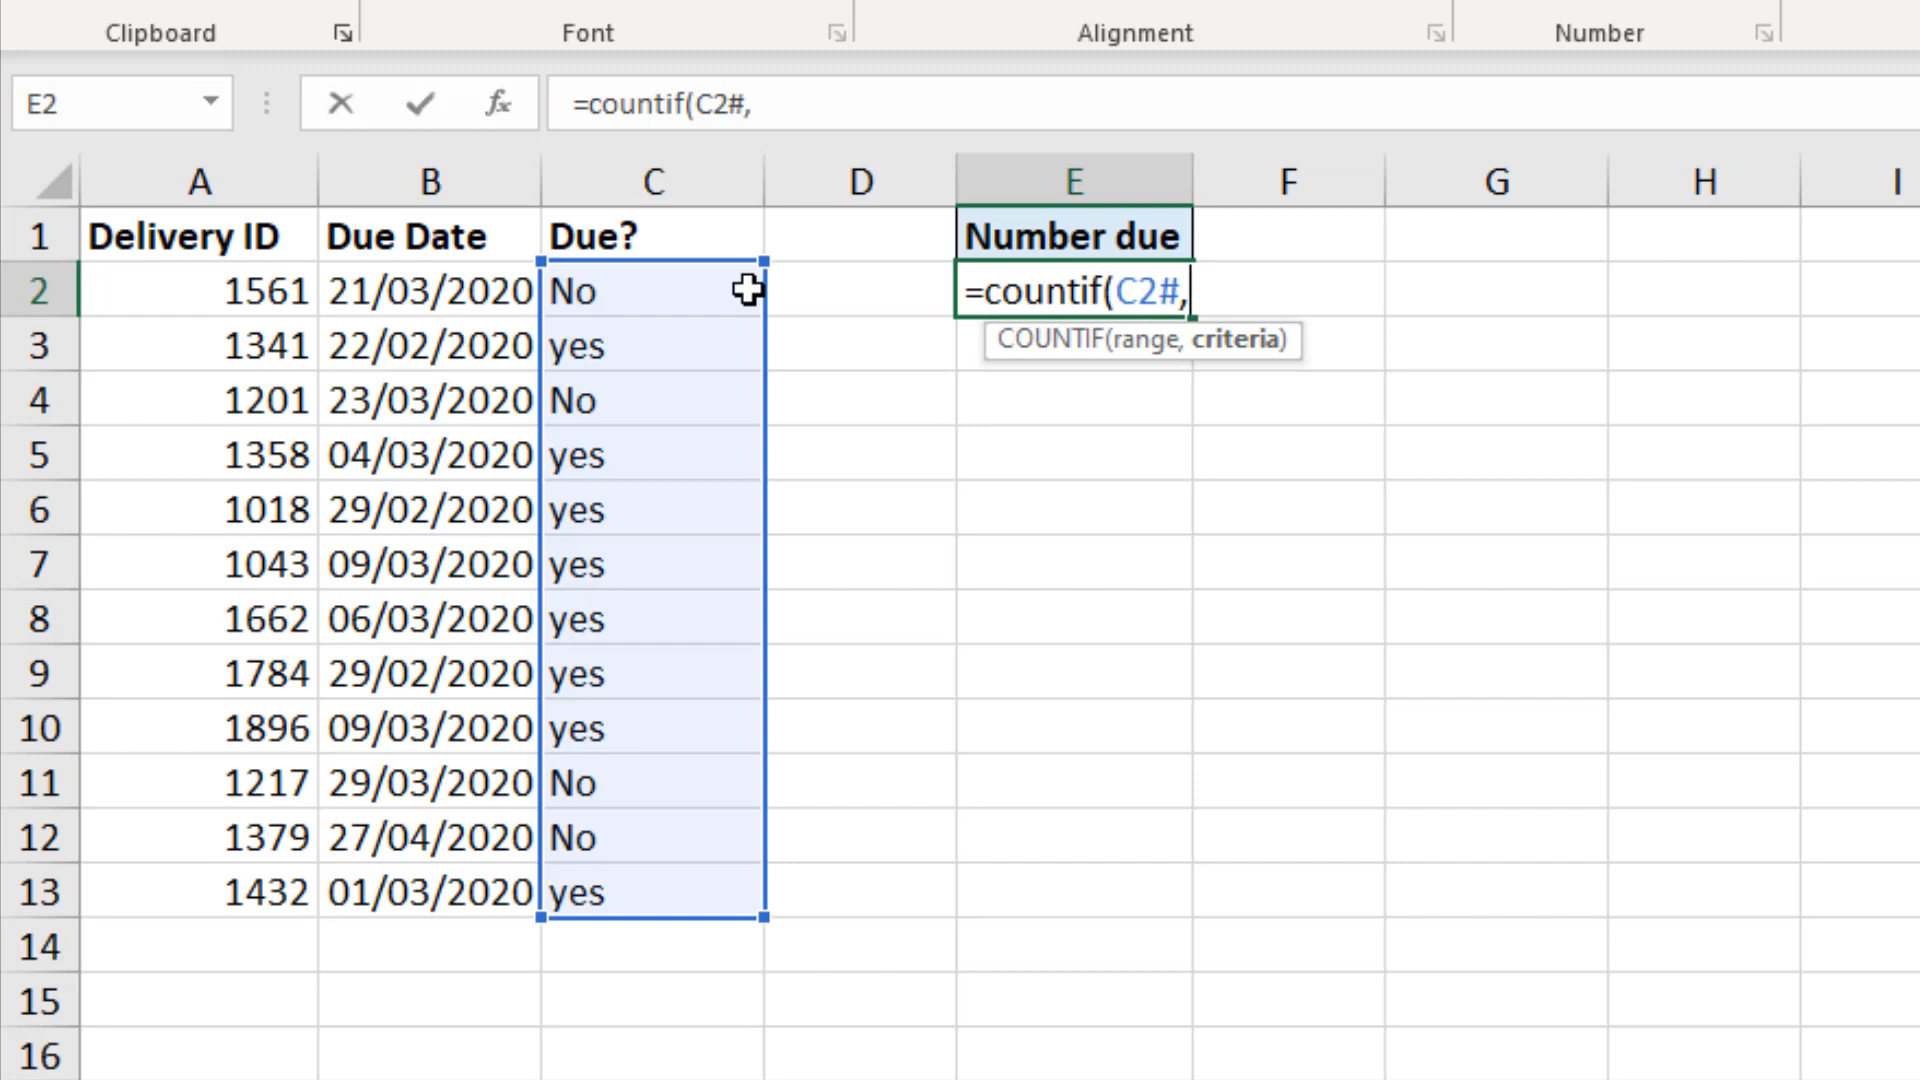 Clipboard Font Alignment Number
E2 fx =countif(C2#,
A B C D E F G H I
1 Delivery ID Due Date Due? Number due
2 1561 21/03/2020 No =countif(C2#,
COUNTIF(range, criteria)
3 1341 22/02/2020 yes
4 1201 23/03/2020 No
5 1358 04/03/2020 yes
6 1018 29/02/2020 yes
7 1043 09/03/2020 yes
8 1662 06/03/2020 yes
9 1784 29/02/2020 yes
10 1896 09/03/2020 yes
11 1217 29/03/2020 No
12 1379 27/04/2020 No
13 1432 01/03/2020 yes
14
15
16